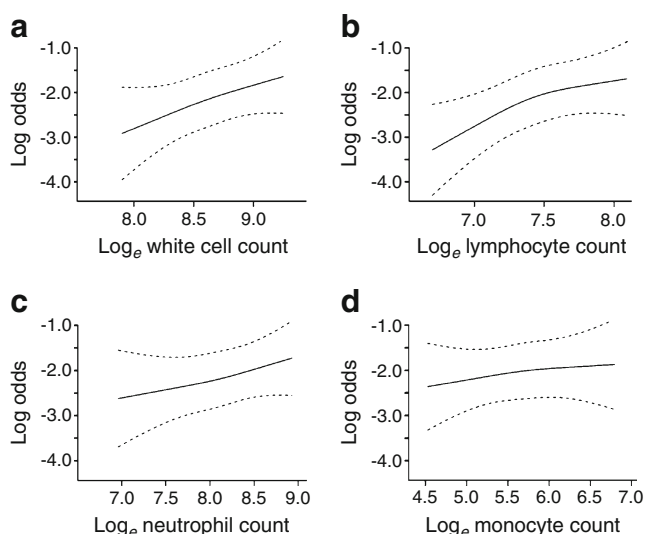 a
-1.0
-2.0
-3.0
-4.0
Log odds
8.0 8.5 9.0
Log_e white cell count
b
-1.0
-2.0
-3.0
-4.0
Log odds
7.0 7.5 8.0
Log_e lymphocyte count
c
-1.0
-2.0
-3.0
-4.0
Log odds
7.0 7.5 8.0 8.5 9.0
Log_e neutrophil count
d
-1.0
-2.0
-3.0
-4.0
Log odds
4.5 5.0 5.5 6.0 6.5 7.0
Log_e monocyte count